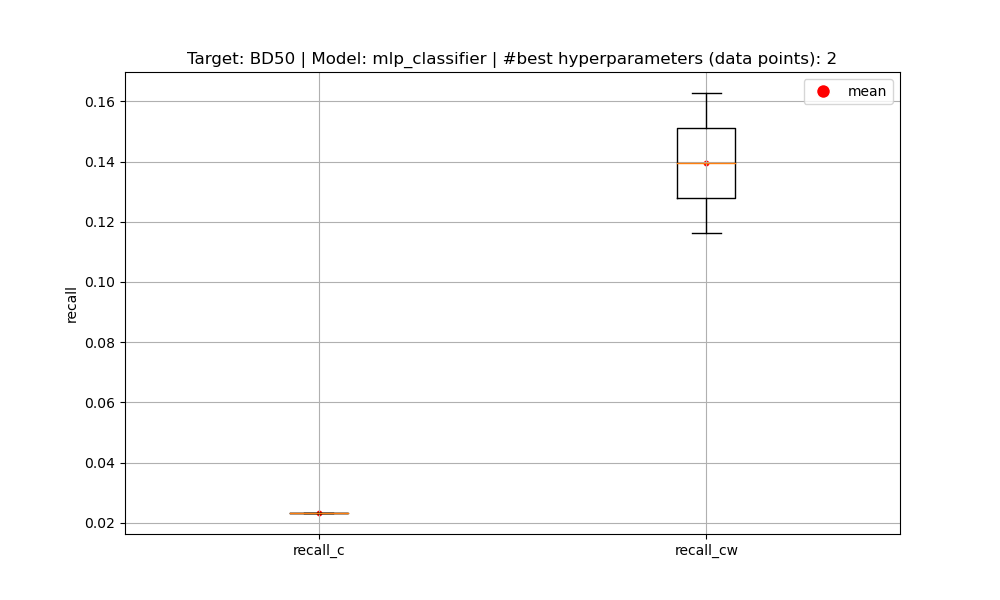 Target: BD50 | Model: mlp_classifier | #best hyperparameters (data points): 2
mean
0.16
0.14
0.12
0.10
0.08
0.06
0.04
0.02
recall
recall_c
recall_cw